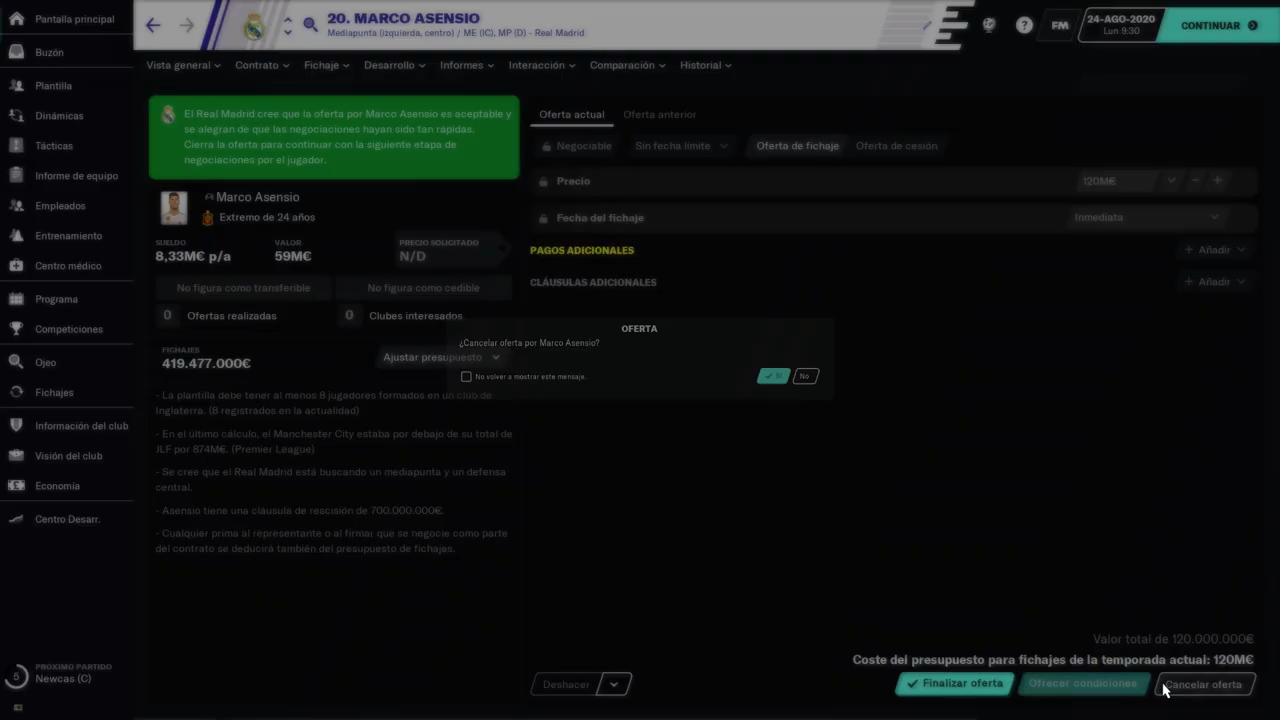 Pantalla principal
Buzón
Plantilla
Dinámicas
Tácticas
Informe de equipo
Empleados
Entrenamiento
Centro médico
Programa
Competiciones
Ojeo
Fichajes
Información del club
Visión del club
Economía
Centro Desarr.
5
PRÓXIMO PARTIDO
Newcas (C)
20. MARCO ASENSIO
Mediapunta (izquierda, centro) / ME (IC), MP (D) - Real Madrid
FM
24-AGO-2020
Lun 9:30
CONTINUAR
Vista general
Contrato
Fichaje
Desarrollo
Informes
Interacción
Comparación
Historial
El Real Madrid cree que la oferta por Marco Asensio es aceptable y
se alegran de que las negociaciones hayan sido tan rápidas.
Cierra la oferta para continuar con la siguiente etapa de
negociaciones por el jugador.
Marco Asensio
Extremo de 24 años
SUELDO
8,33M€ p/a
VALOR
59M€
PRECIO SOLICITADO
N/D
No figura como transferible
No figura como cedible
0 Ofertas realizadas
0 Clubes interesados
FICHAJES
419.477.000€
Ajustar presupuesto
- La plantilla debe tener al menos 8 jugadores formados en un club de
Inglaterra. (8 registrados en la actualidad)
- En el último cálculo, el Manchester City estaba por debajo de su total de
JLF por 874M€. (Premier League)
- Se cree que el Real Madrid está buscando un mediapunta y un defensa
central.
- Asensio tiene una cláusula de rescisión de 700.000.000€.
- Cualquier prima al representante o al firmar que se negocie como parte
del contrato se deducirá también del presupuesto de fichajes.
Oferta actual
Oferta anterior
Negociable
Sin fecha límite
Oferta de fichaje
Oferta de cesión
Precio
120M€
Fecha del fichaje
Inmediata
PAGOS ADICIONALES
Añadir
CLÁUSULAS ADICIONALES
Añadir
OFERTA
¿Cancelar oferta por Marco Asensio?
No volver a mostrar este mensaje.
Sí
No
Valor total de 120.000.000€
Coste del presupuesto para fichajes de la temporada actual: 120M€
Deshacer
Finalizar oferta
Ofrecer condiciones
Cancelar oferta